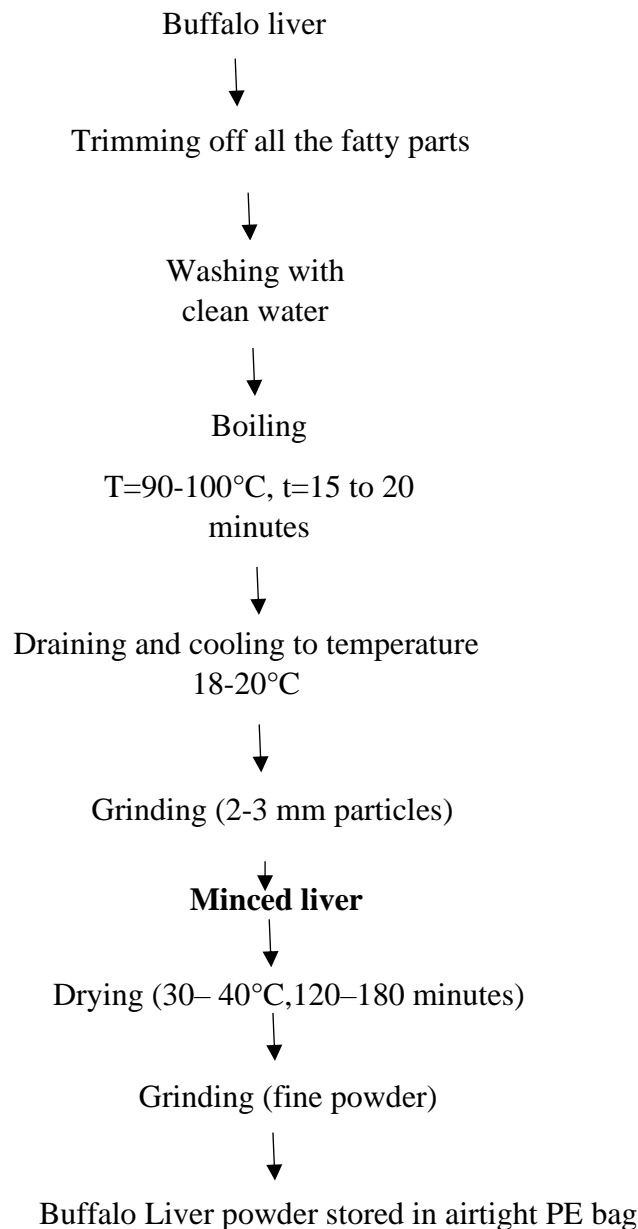 Buffalo liver
Trimming off all the fatty parts
Washing with
clean water
Boiling
T=90-100°C, t=15 to 20
minutes
Draining and cooling to temperature
18-20°C
Grinding (2-3 mm particles)
Minced liver
Drying (30– 40°C,120–180 minutes)
Grinding (fine powder)
Buffalo Liver powder stored in airtight PE bag